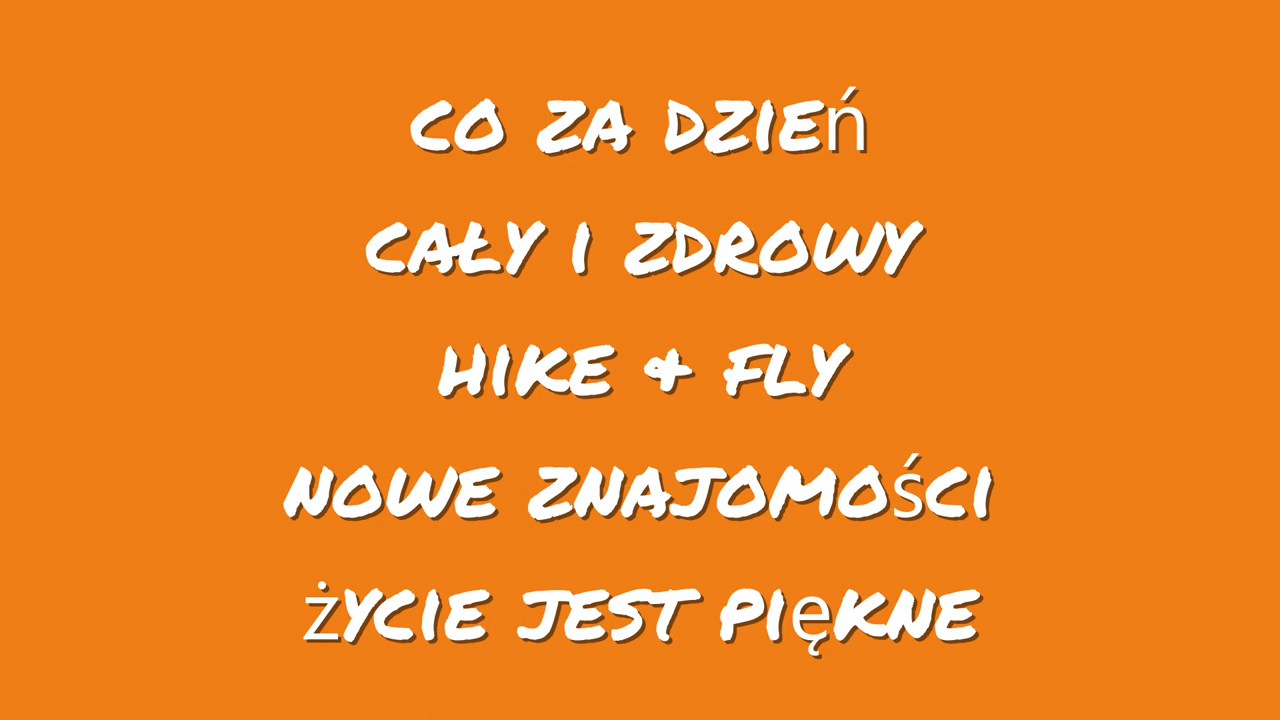 CO ZA DZIEń
CAŁY I ZDROWY
HIKE & FLY
NOWE ZNAJOMOśCI
żYCIE JEST PIęKNE